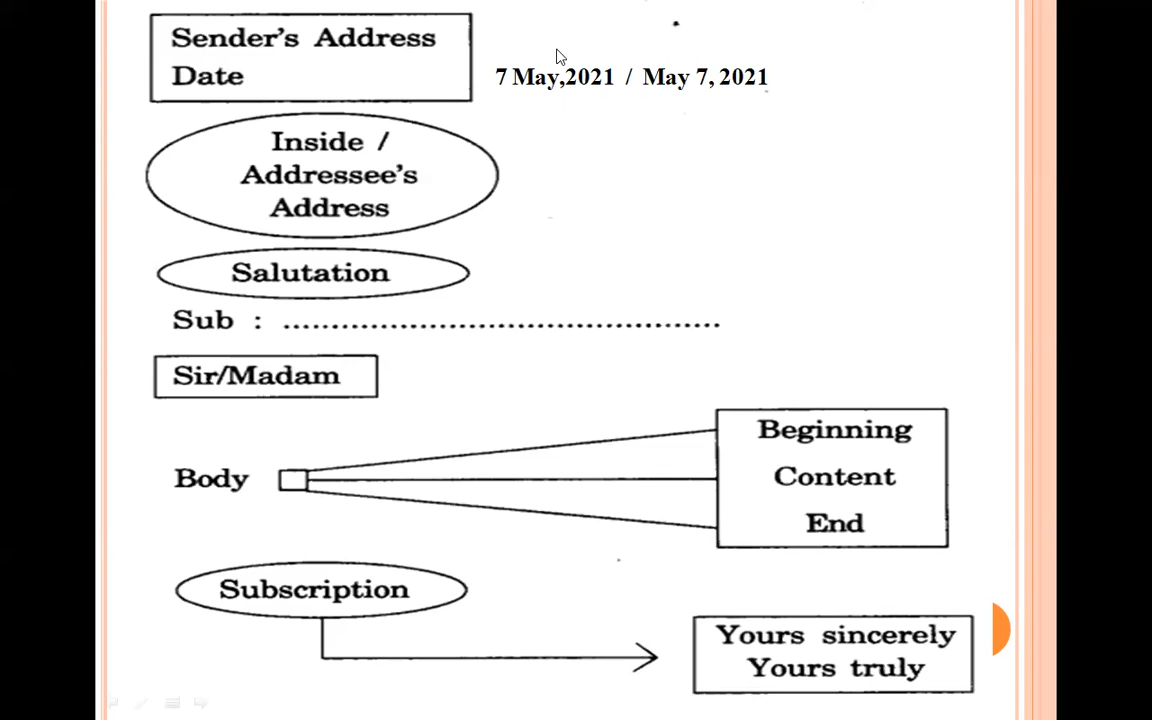 Sender's Address
Date
7 May,2021 / May 7, 2021
Inside /
Addressee's
Address
Salutation
Sub : ..............................................
Sir/Madam
Body
Beginning
Content
End
Subscription
Yours sincerely
Yours truly